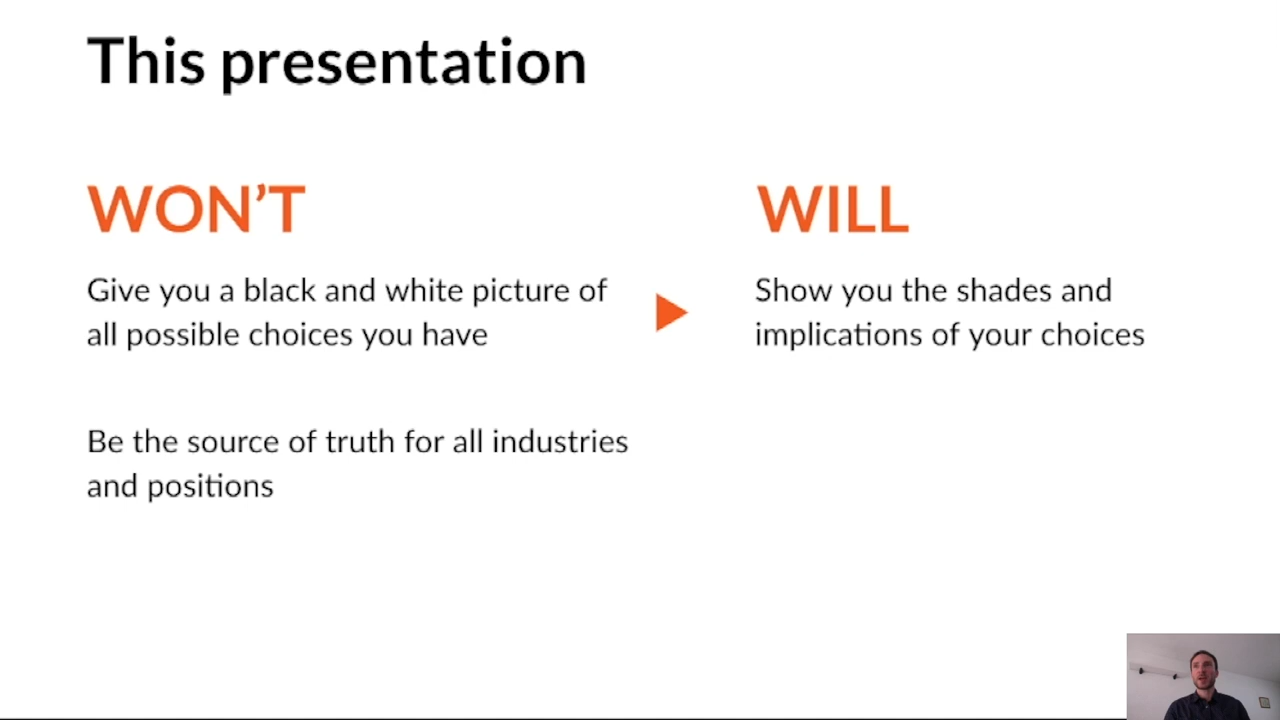 This presentation
WON’T
Give you a black and white picture of
all possible choices you have
Be the source of truth for all industries
and positions
WILL
Show you the shades and
implications of your choices